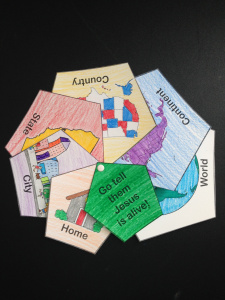 Country
Continent
State
World
City
Home
Go tell
them
Jesus
is alive!